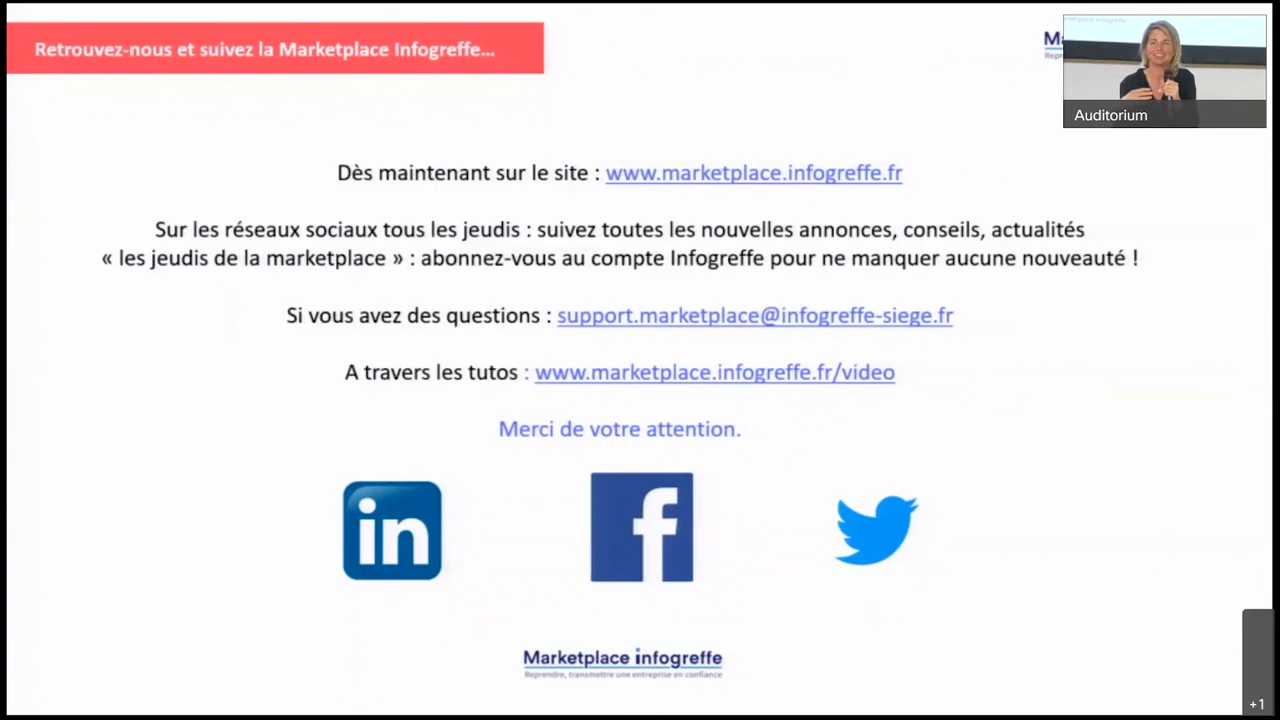 Retrouvez-nous et suivez la Marketplace Infogreffe...
Auditorium
Dès maintenant sur le site : www.marketplace.infogreffe.fr
Sur les réseaux sociaux tous les jeudis : suivez toutes les nouvelles annonces, conseils, actualités
« les jeudis de la marketplace » : abonnez-vous au compte Infogreffe pour ne manquer aucune nouveauté !
Si vous avez des questions : support.marketplace@infogreffe-siege.fr
A travers les tutos : www.marketplace.infogreffe.fr/video
Merci de votre attention.
in
f
Marketplace infogreffe
Reprendre, transmettre une entreprise en confiance
+1